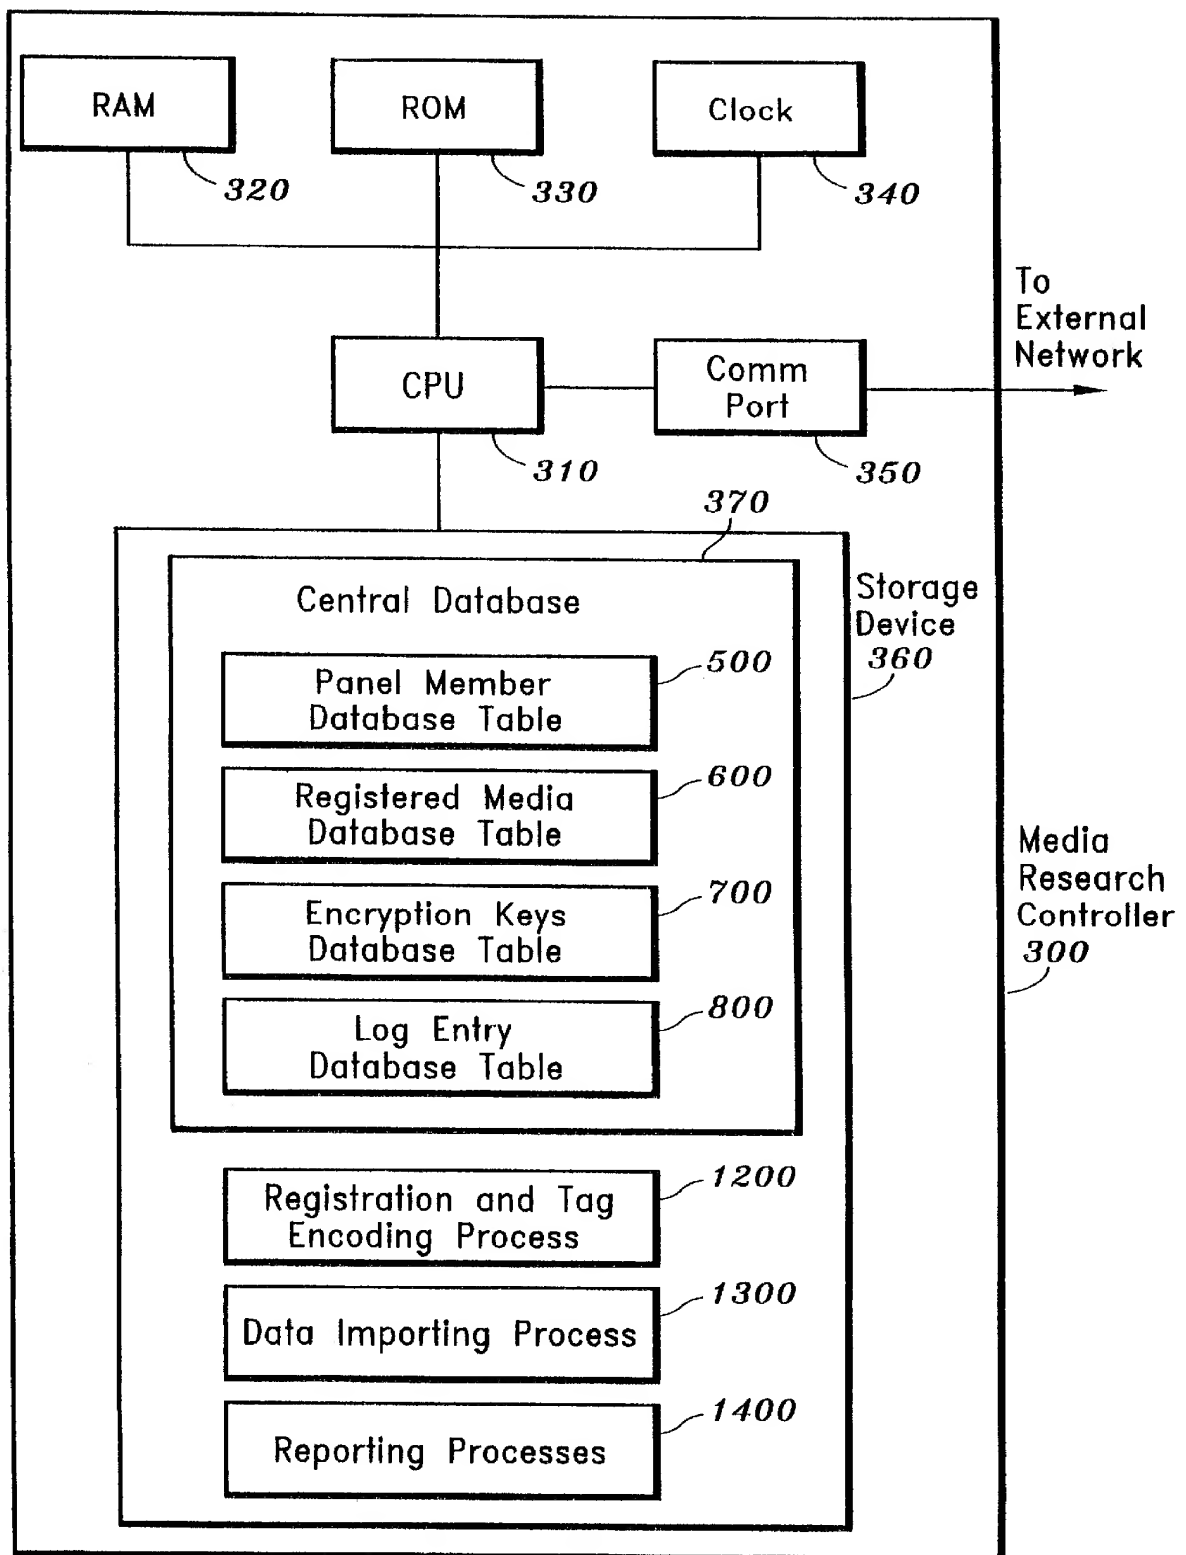 RAM
320
ROM
330
Clock
340
To
External
Network
CPU
310
Comm
Port
350
370
Storage
Device
360
Central Database
Panel Member
Database Table
500
Registered Media
Database Table
600
Encryption Keys
Database Table
700
Log Entry
Database Table
800
Media
Research
Controller
300
Registration and Tag
Encoding Process
1200
Data Importing Process
1300
Reporting Processes
1400